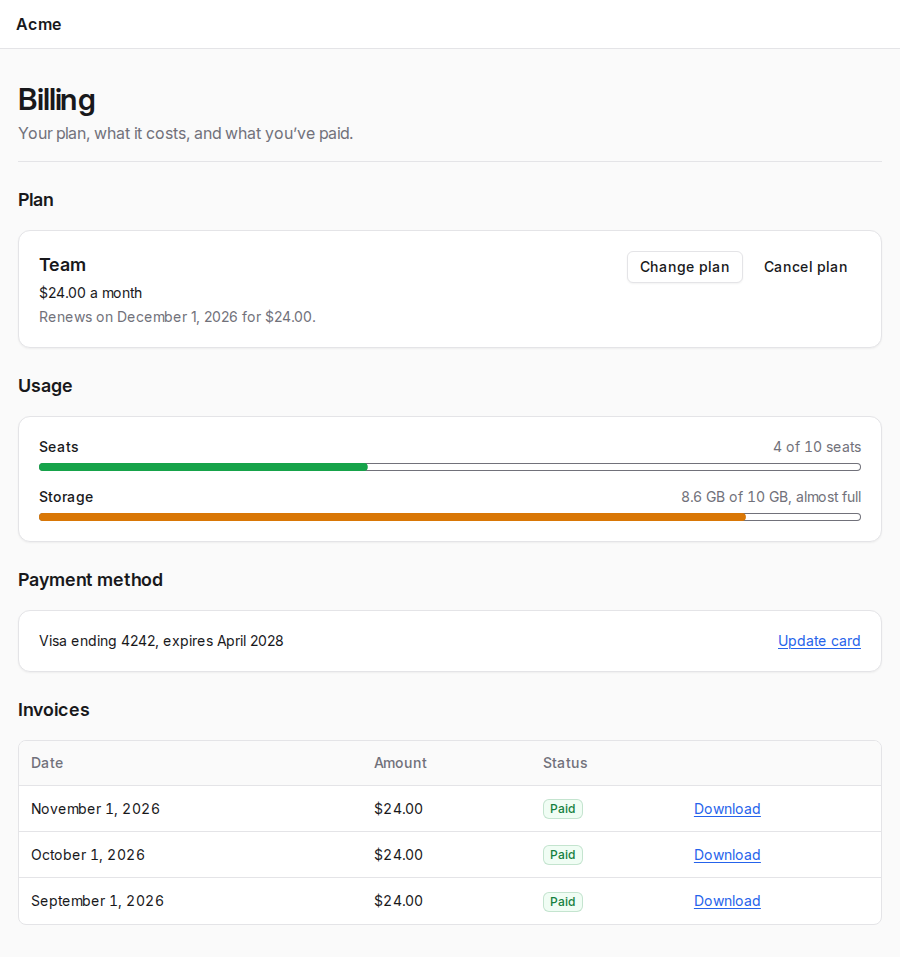 Acme
Billing
Your plan, what it costs, and what you’ve paid.
Plan
Team
Change plan
Cancel plan
$24.00 a month
Renews on December 1, 2026 for $24.00.
Usage
Seats 4 of 10 seats
Storage 8.6 GB of 10 GB, almost full
Payment method
Visa ending 4242, expires April 2028 Update card
Invoices
Date Amount Status
November 1, 2026 $24.00 Paid Download
October 1, 2026 $24.00 Paid Download
September 1, 2026 $24.00 Paid Download